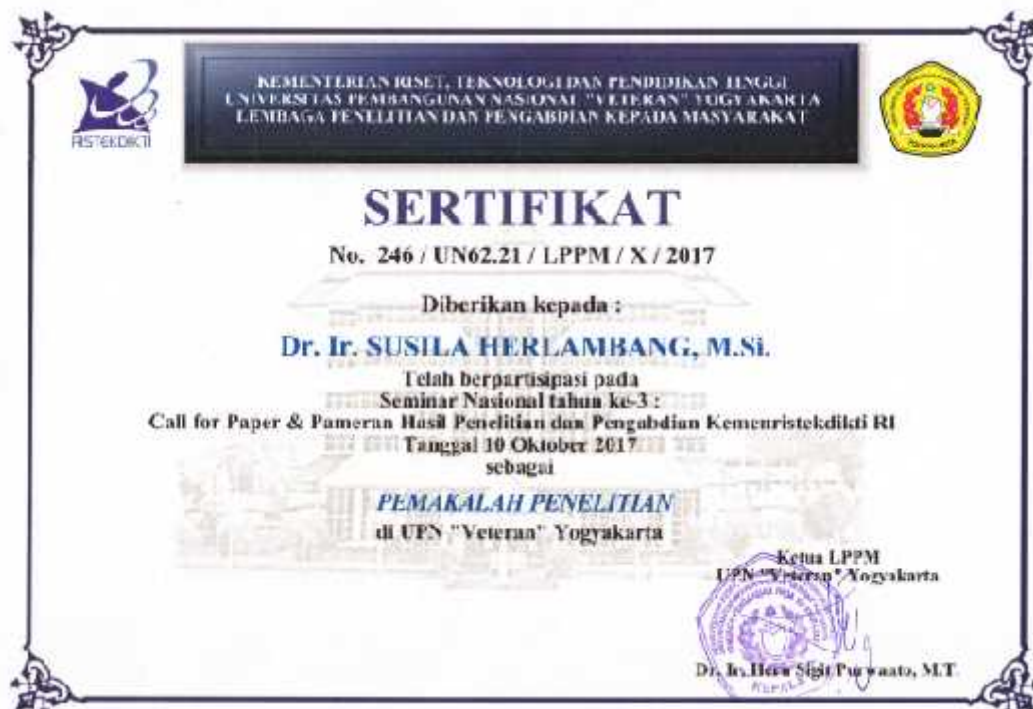 KEMENTERIAN RISET, TEKNOLOGI DAN PENDIDIKAN TINGGI
UNIVERSITAS PEMBANGUNAN NASIONAL "VETERAN" YOGYAKARTA
LEMBAGA PENELITIAN DAN PENGABDIAN KEPADA MASYARAKAT
RISTEKDIKTI
SERTIFIKAT
No. 246 / UN62.21 / LPPM / X / 2017
Diberikan kepada :
Dr. Ir. SUSILA HERLAMBANG, M.Si.
Telah berpartisipasi pada
Seminar Nasional tahun ke-3 :
Call for Paper & Pameran Hasil Penelitian dan Pengabdian Kemenristekdikti RI
Tanggal 10 Oktober 2017
sebagai
PEMAKALAH PENELITIAN
di UPN "Veteran" Yogyakarta
Ketua LPPM
UPN "Veteran" Yogyakarta
Dr. Ir. Heru Sigit Purwanto, M.T.
KEPALA